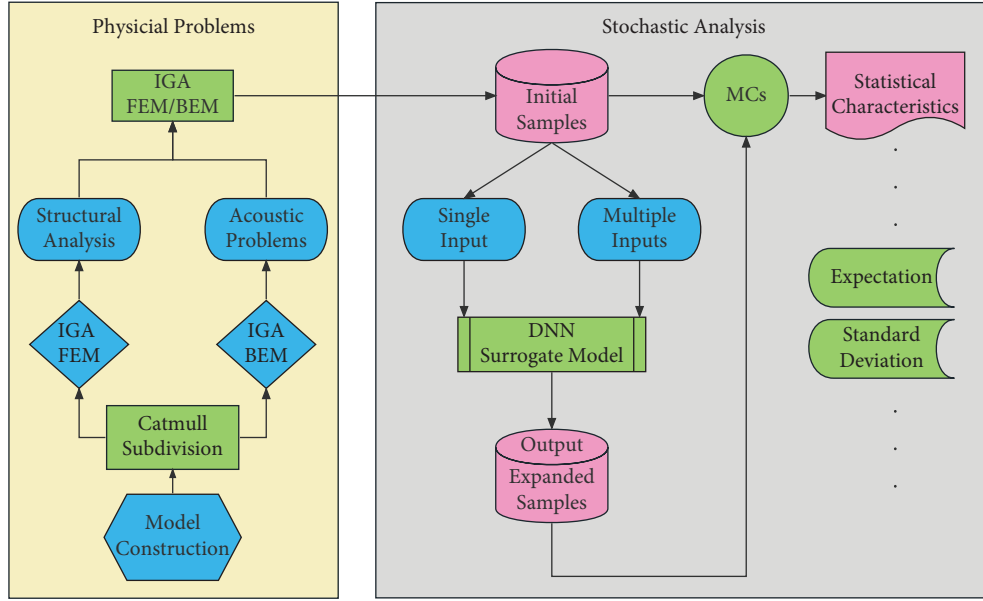 Physicial Problems
IGA
FEM/BEM
Structural
Analysis
Acoustic
Problems
IGA
FEM
IGA
BEM
Catmull
Subdivision
Model
Construction
Stochastic Analysis
Initial
Samples
MCs
Statistical
Characteristics
Single
Input
Multiple
Inputs
DNN
Surrogate Model
Output
Expanded
Samples
Expectation
Standard
Deviation